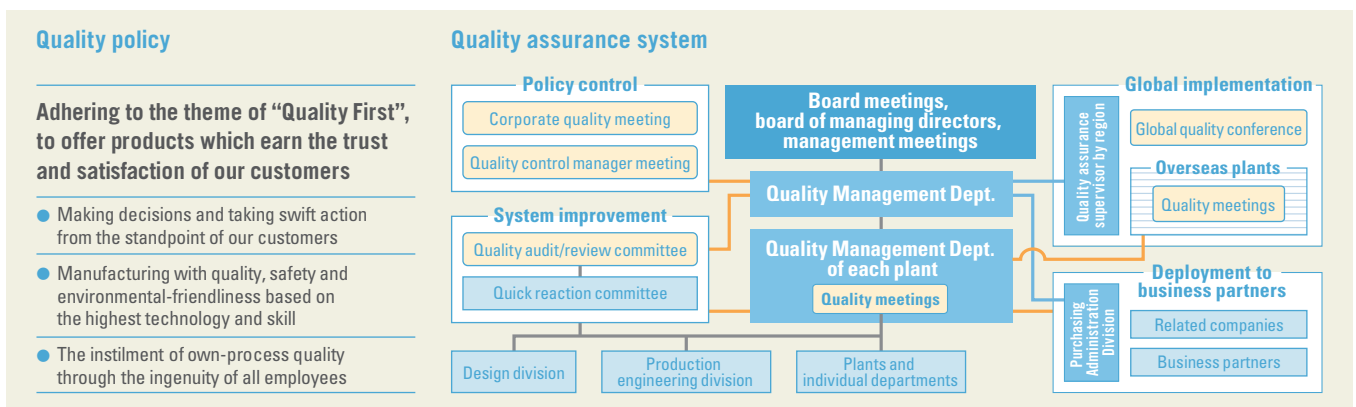 Quality policy
Adhering to the theme of “Quality First”,
to offer products which earn the trust
and satisfaction of our customers
● Making decisions and taking swift action
from the standpoint of our customers
● Manufacturing with quality, safety and
environmental-friendliness based on
the highest technology and skill
● The instilment of own-process quality
through the ingenuity of all employees
Quality assurance system
Policy control
Corporate quality meeting
Quality control manager meeting
System improvement
Quality audit/review committee
Quick reaction committee
Board meetings,
board of managing directors,
management meetings
Quality Management Dept.
Quality Management Dept.
of each plant
Quality meetings
Design division
Production
engineering division
Plants and
individual departments
Global implementation
Quality assurance
supervisor by region
Global quality conference
Overseas plants
Quality meetings
Deployment to
business partners
Purchasing
Administration
Division
Related companies
Business partners